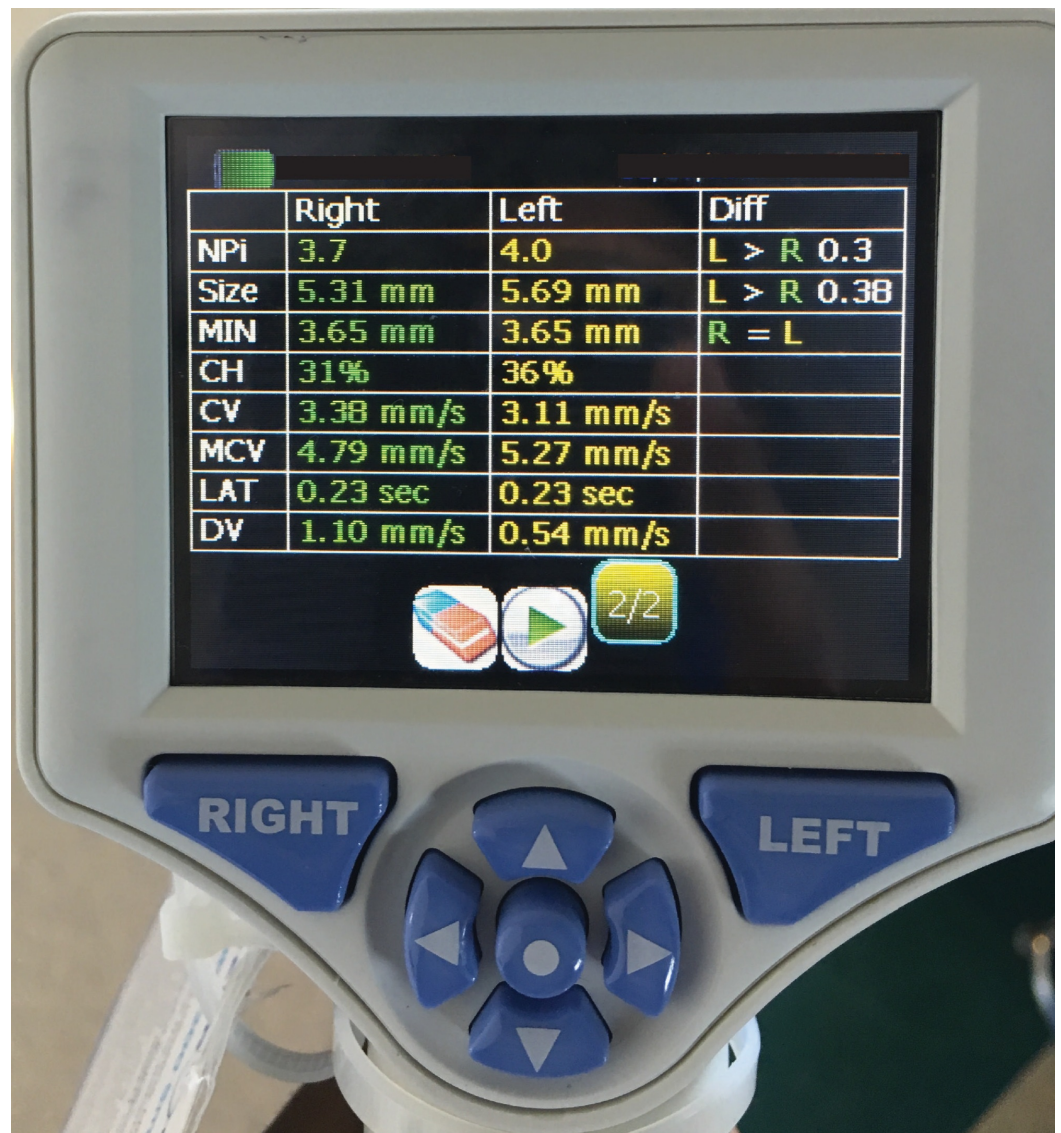 Right Left Diff
NPi 3.7 4.0 L > R 0.3
Size 5.31 mm 5.69 mm L > R 0.38
MIN 3.65 mm 3.65 mm R = L
CH 31% 36%
CV 3.38 mm/s 3.11 mm/s
MCV 4.79 mm/s 5.27 mm/s
LAT 0.23 sec 0.23 sec
DV 1.10 mm/s 0.54 mm/s
2/2
RIGHT LEFT